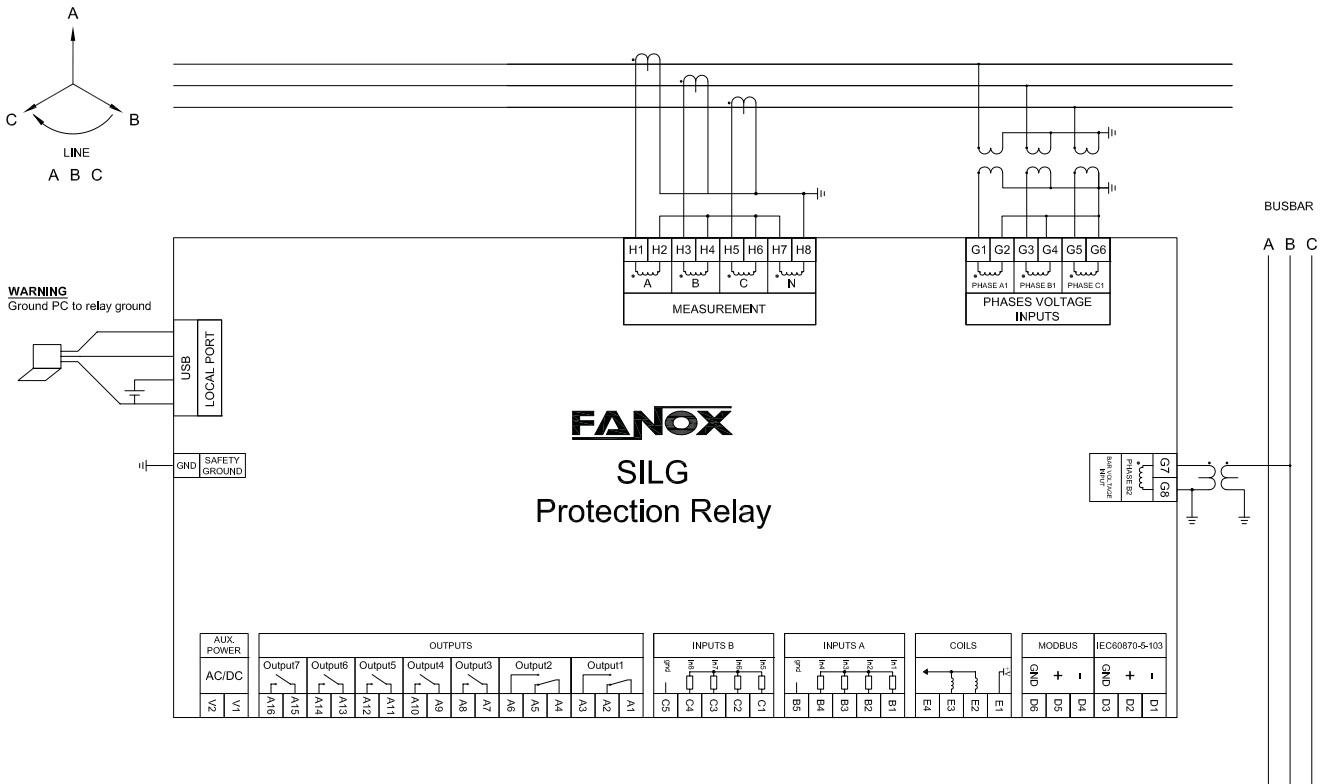 A
C
B
LINE
A B C
BUSBAR
A B C
H1 H2 H3 H4 H5 H6 H7 H8
A B C N
MEASUREMENT
G1 G2 G3 G4 G5 G6
PHASE A1 PHASE B1 PHASE C1
PHASES VOLTAGE
INPUTS
WARNING
Ground PC to relay ground
USB
LOCAL PORT
GND
SAFETY
GROUND
FANOX
SILG
Protection Relay
BAR VOLTAGE
INPUT
PHASE B2
G7
G8
AUX.
POWER
AC/DC
V2 V1
OUTPUTS
Output7 Output6 Output5 Output4 Output3 Output2 Output1
A16 A15 A14 A13 A12 A11 A10 A9 A8 A7 A6 A5 A4 A3 A2 A1
INPUTS B
gnd In8 In7 In6 In5
C5 C4 C3 C2 C1
INPUTS A
gnd In4 In3 In2 In1
B5 B4 B3 B2 B1
COILS
+V
E4 E3 E2 E1
MODBUS
GND + -
D6 D5 D4
IEC60870-5-103
GND + -
D3 D2 D1